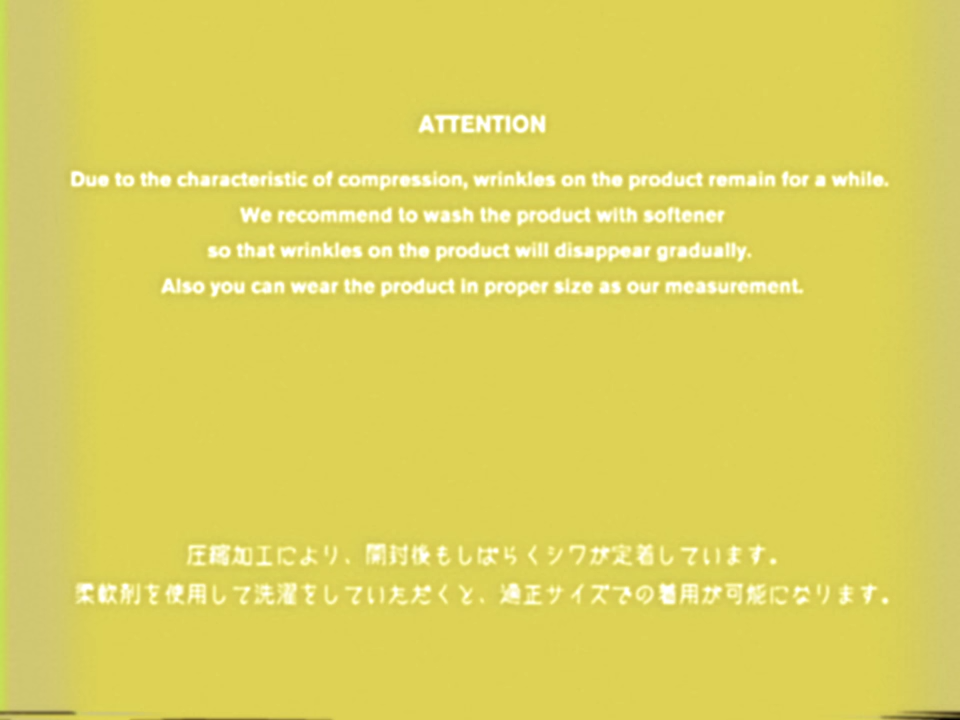 ATTENTION
Due to the characteristic of compression, wrinkles on the product remain for a while.
We recommend to wash the product with softener
so that wrinkles on the product will disappear gradually.
Also you can wear the product in proper size as our measurement.
圧縮加工により、開封後もしばらくシワが定着しています。
柔軟剤を使用して洗濯をしていただくと、適正サイズでの着用が可能になります。